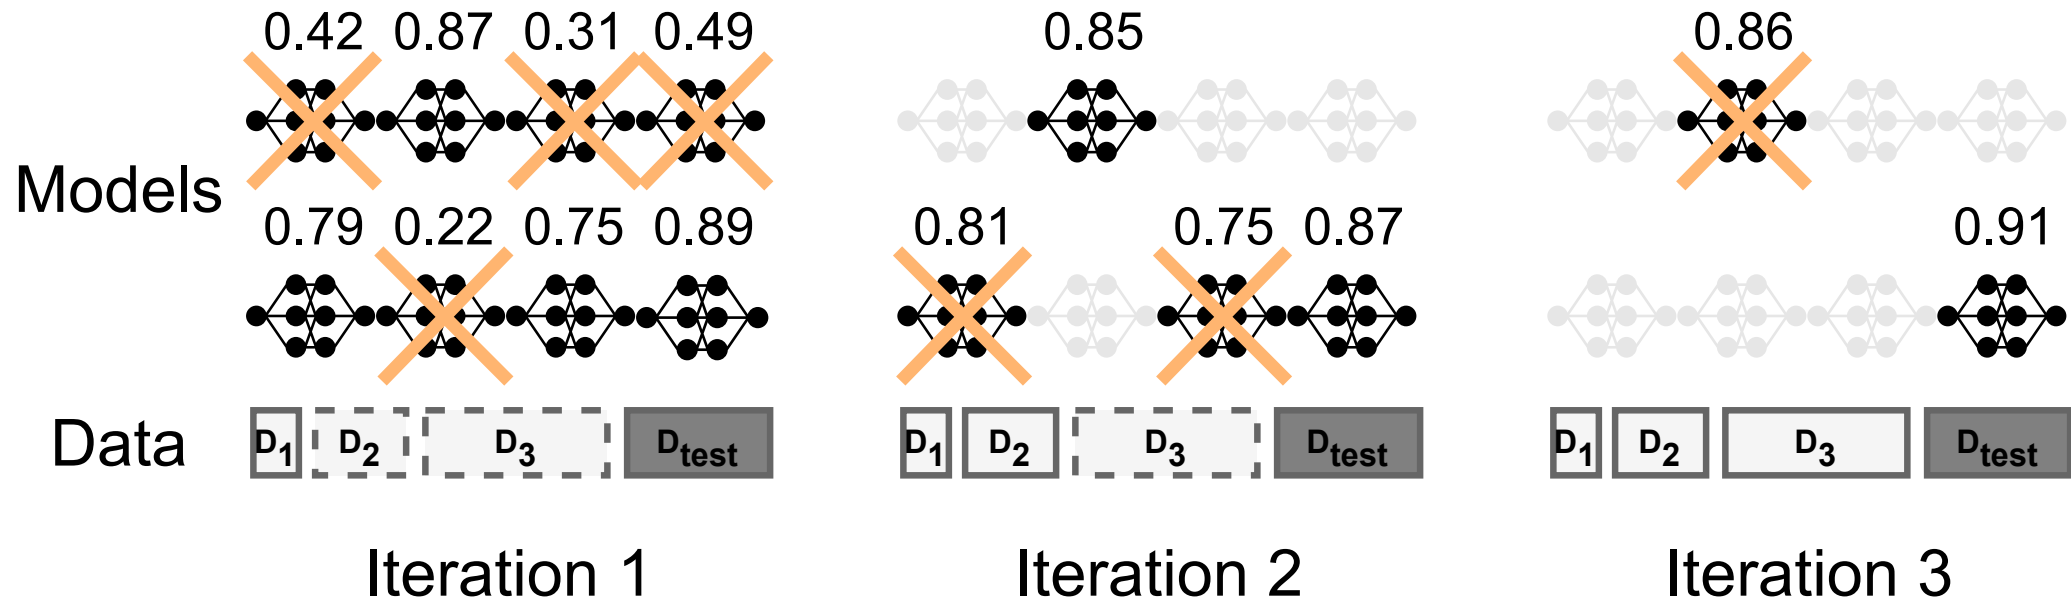 0.42 0.87 0.31 0.49 0.85 0.86
Models
0.79 0.22 0.75 0.89 0.81 0.75 0.87 0.91
Data D1 D2 D3 Dtest D1 D2 D3 Dtest D1 D2 D3 Dtest
Iteration 1 Iteration 2 Iteration 3